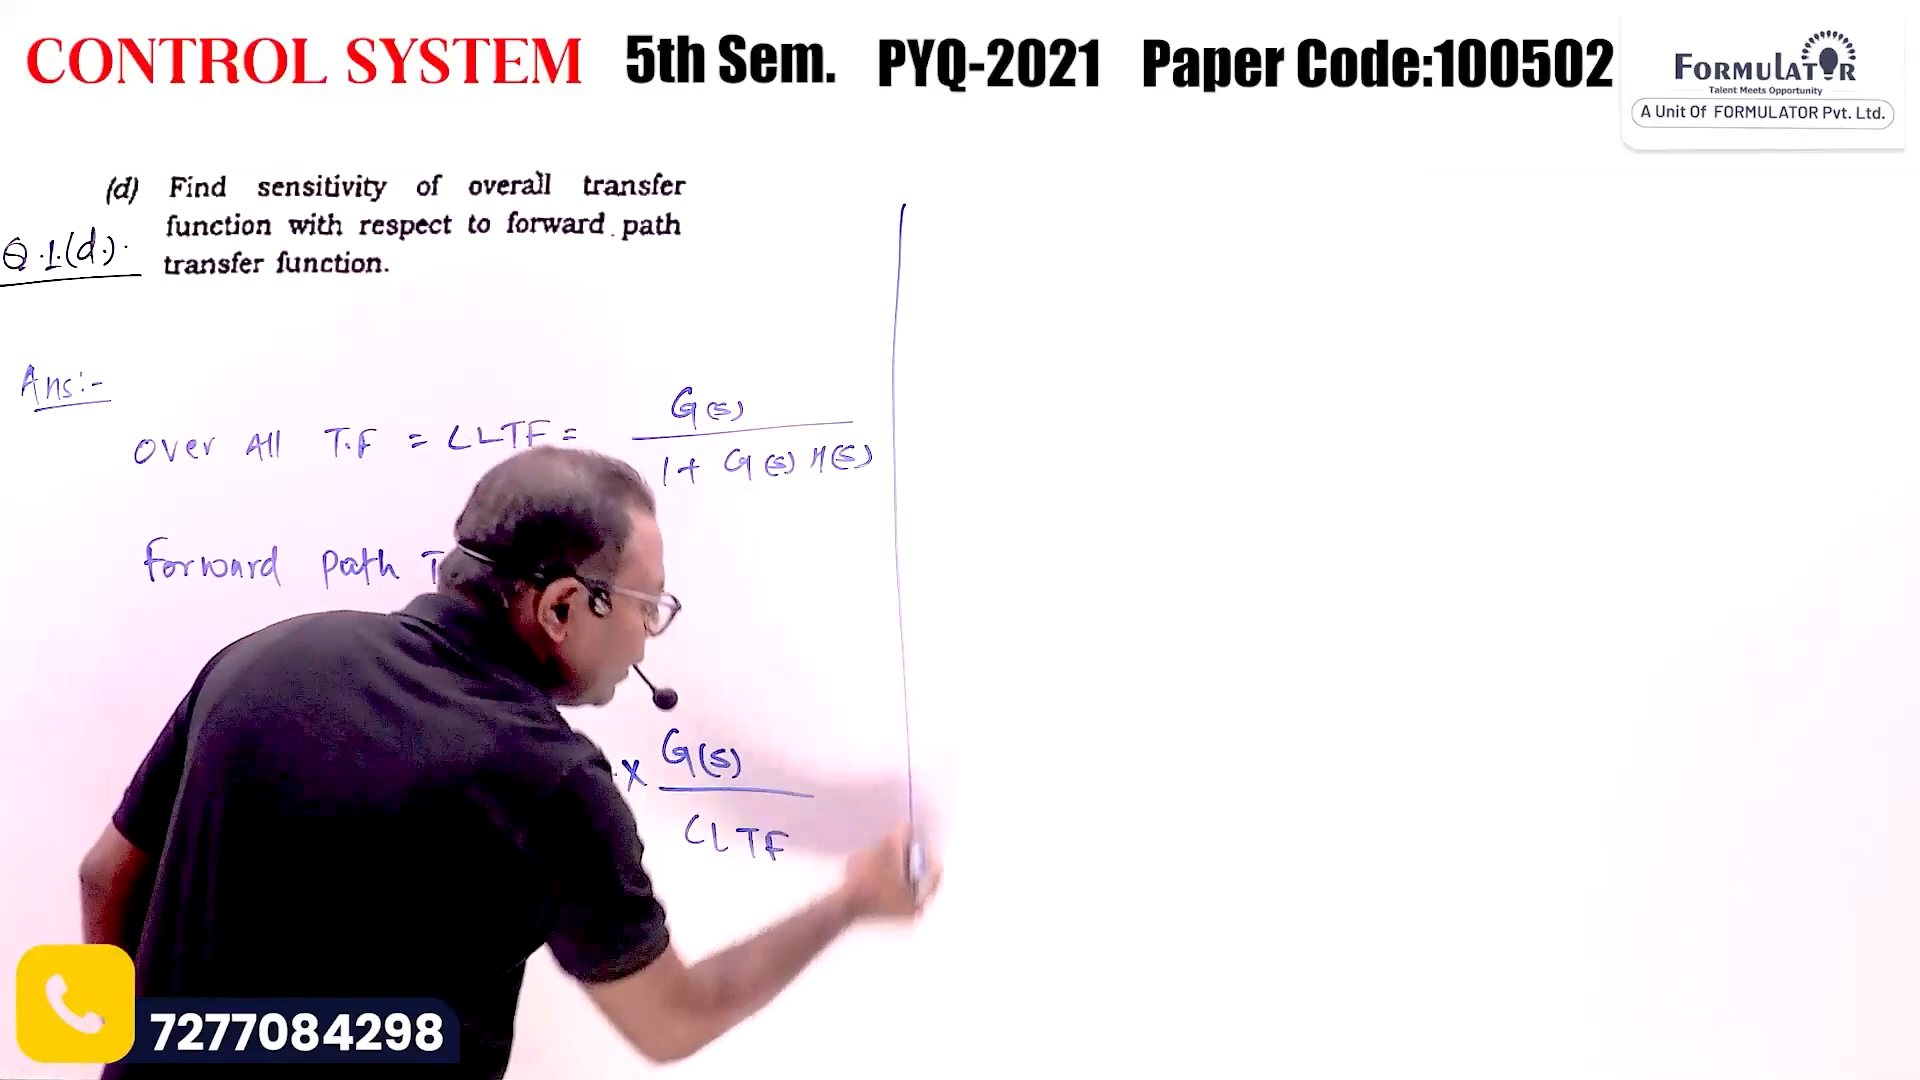 CONTROL SYSTEM 5th Sem. PYQ-2021 Paper Code:100502
FORMULATOR
Talent Meets Opportunity
A Unit Of FORMULATOR Pvt. Ltd.
(d) Find sensitivity of overall transfer
function with respect to forward path
transfer function.
Q.1.(d).
Ans:-
Over All T.F = CLTF =
G(s)
1 + G(s) H(s)
Forward Path T
× G(s)
CLTF
7277084298